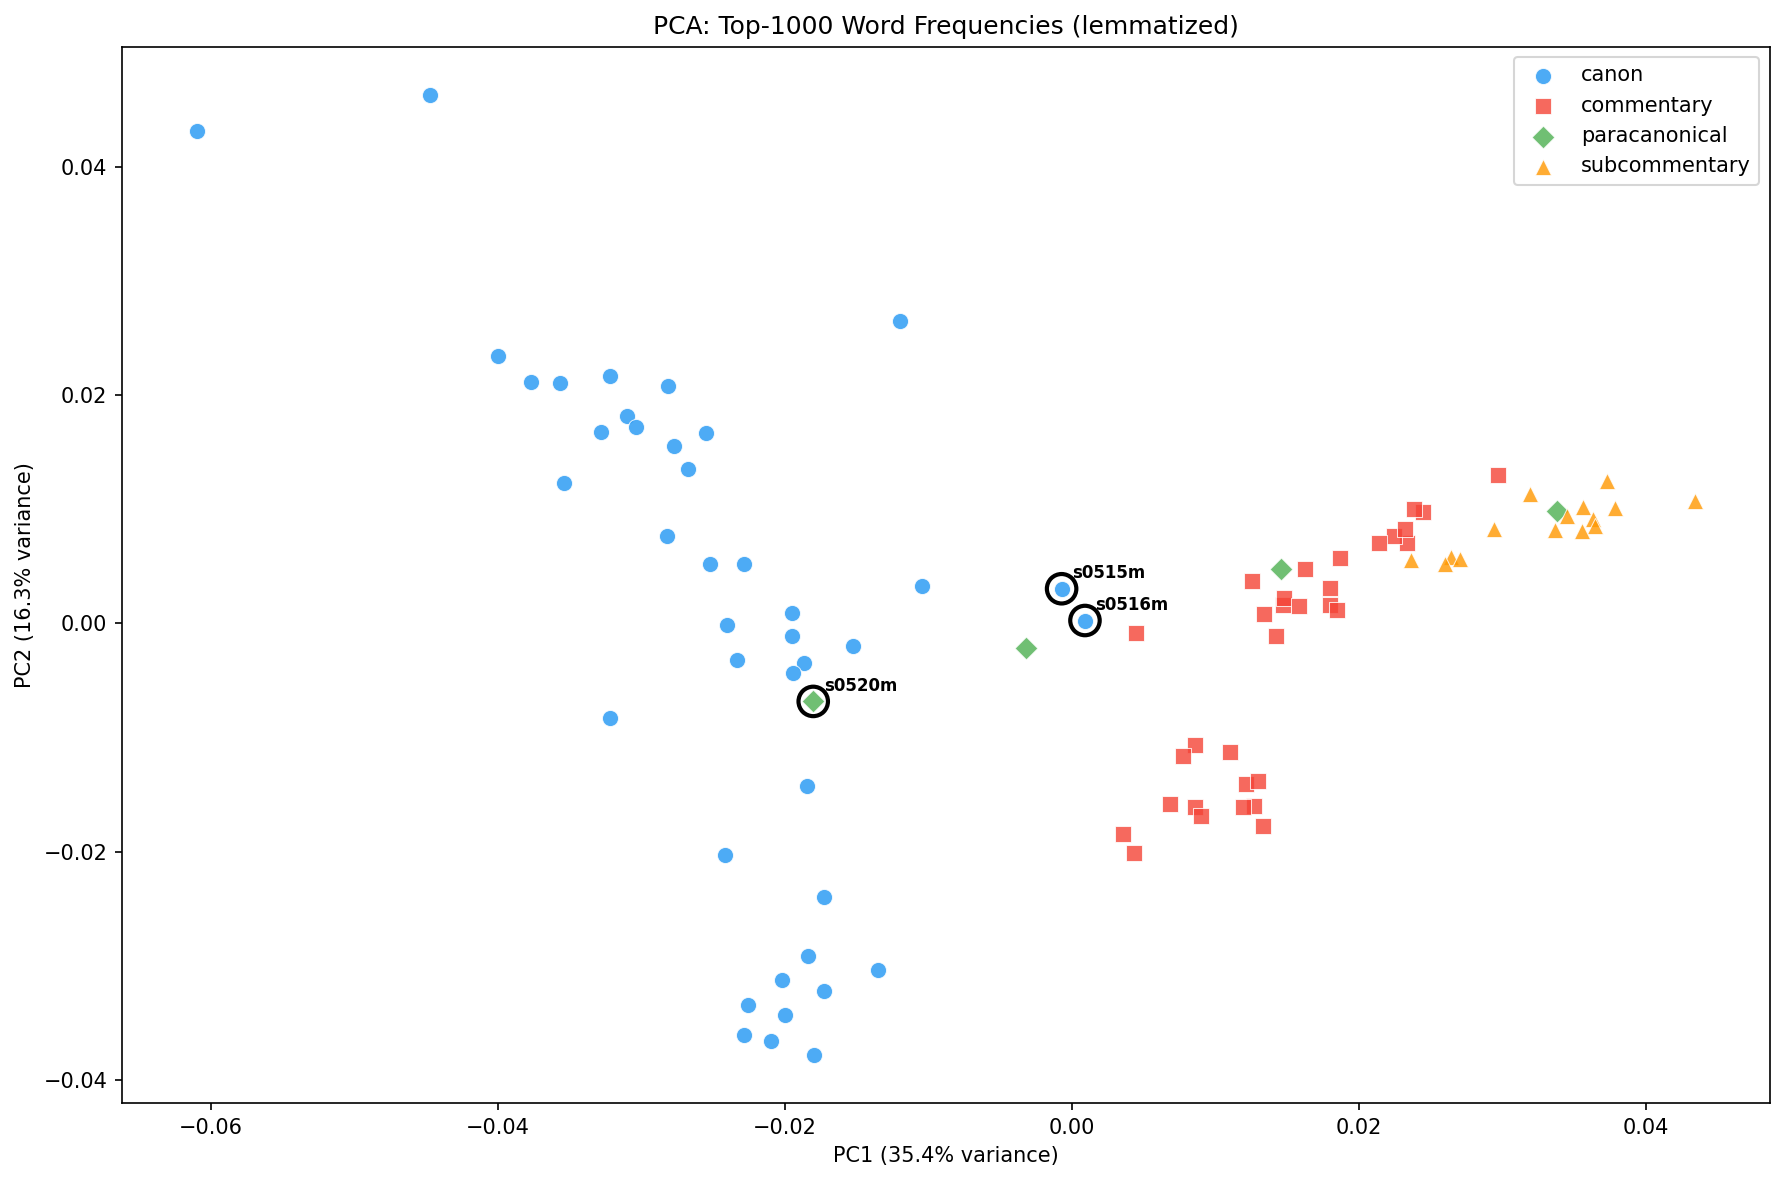 PCA: Top-1000 Word Frequencies (lemmatized)
canon
commentary
paracanonical
subcommentary
0.04
0.02
0.00
−0.02
−0.04
PC2 (16.3% variance)
s0515m
s0516m
s0520m
−0.06
−0.04
−0.02
0.00
0.02
0.04
PC1 (35.4% variance)